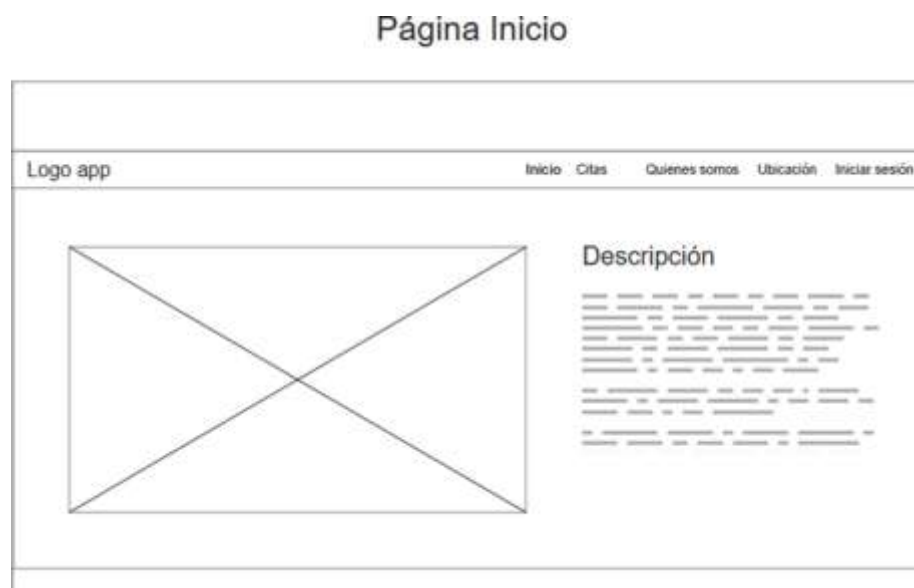 Página Inicio
Logo app Inicio Citas Quienes somos Ubicación Iniciar sesión
Descripción